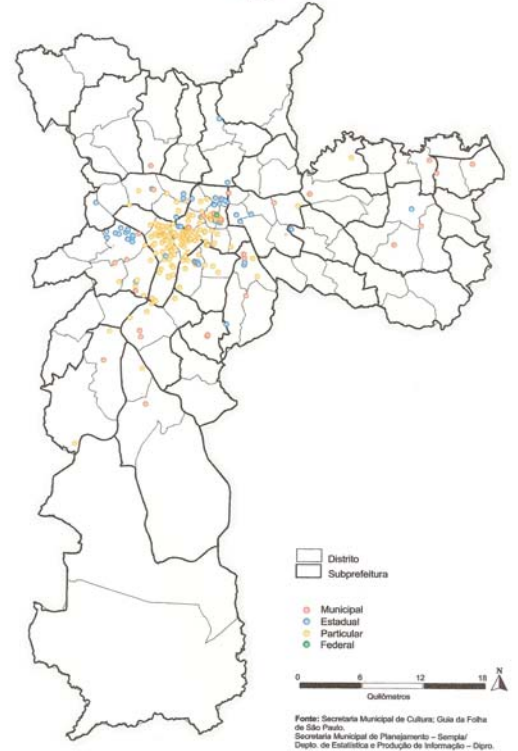 Distrito
Subprefeitura
Municipal
Estadual
Particular
Federal
N
0 6 12 18
Quilômetros
Fonte: Secretaria Municipal de Cultura; Guia da Folha
de São Paulo.
Secretaria Municipal de Planejamento – Sempla/
Depto. de Estatística e Produção de Informação – Dipro.